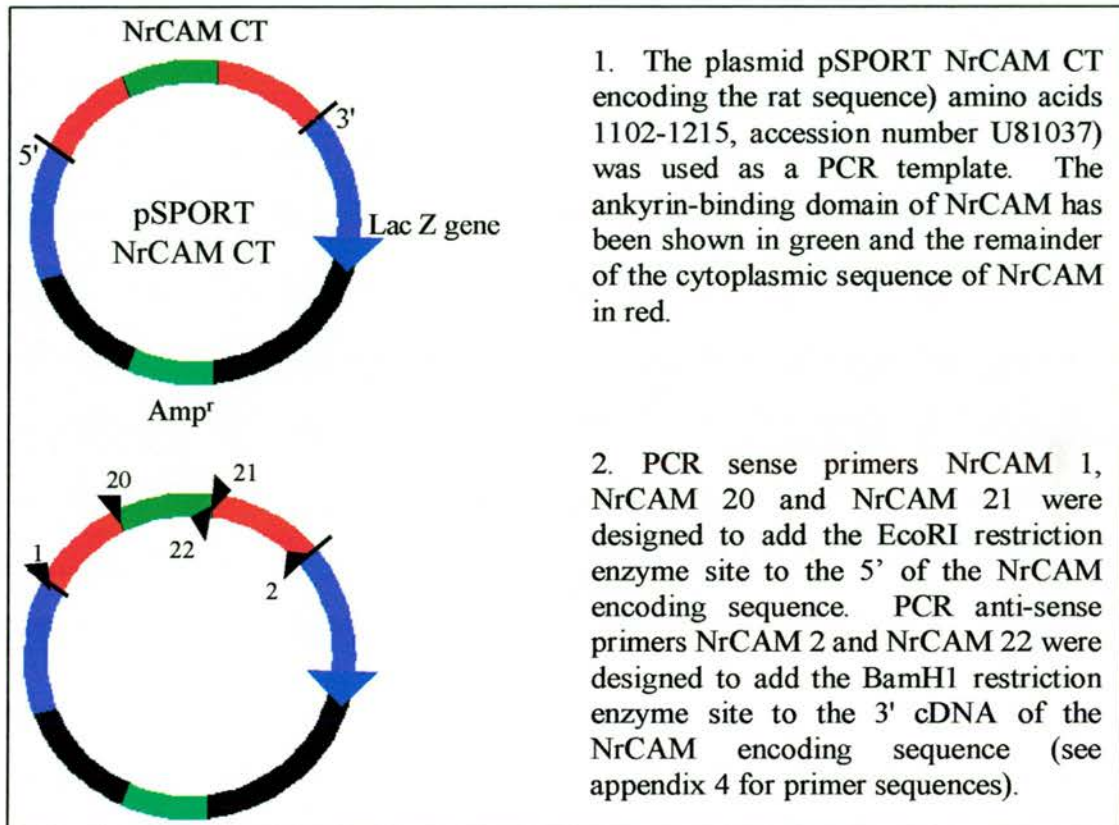 NrCAM CT
5'
3'
pSPORT
NrCAM CT
Lac Z gene
Ampʳ
1. The plasmid pSPORT NrCAM CT
encoding the rat sequence) amino acids
1102-1215, accession number U81037)
was used as a PCR template. The
ankyrin-binding domain of NrCAM has
been shown in green and the remainder
of the cytoplasmic sequence of NrCAM
in red.
20
21
22
1
2
2. PCR sense primers NrCAM 1,
NrCAM 20 and NrCAM 21 were
designed to add the EcoRI restriction
enzyme site to the 5’ of the NrCAM
encoding sequence. PCR anti-sense
primers NrCAM 2 and NrCAM 22 were
designed to add the BamH1 restriction
enzyme site to the 3' cDNA of the
NrCAM encoding sequence (see
appendix 4 for primer sequences).